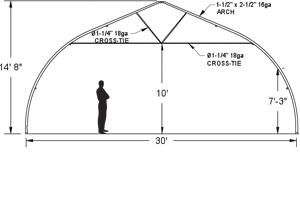 1-1/2" x 2-1/2" 16ga
ARCH
Ø1-1/4" 18ga
CROSS-TIE
Ø1-1/4" 18ga
CROSS-TIE
14' 8"
10'
7'-3"
30'